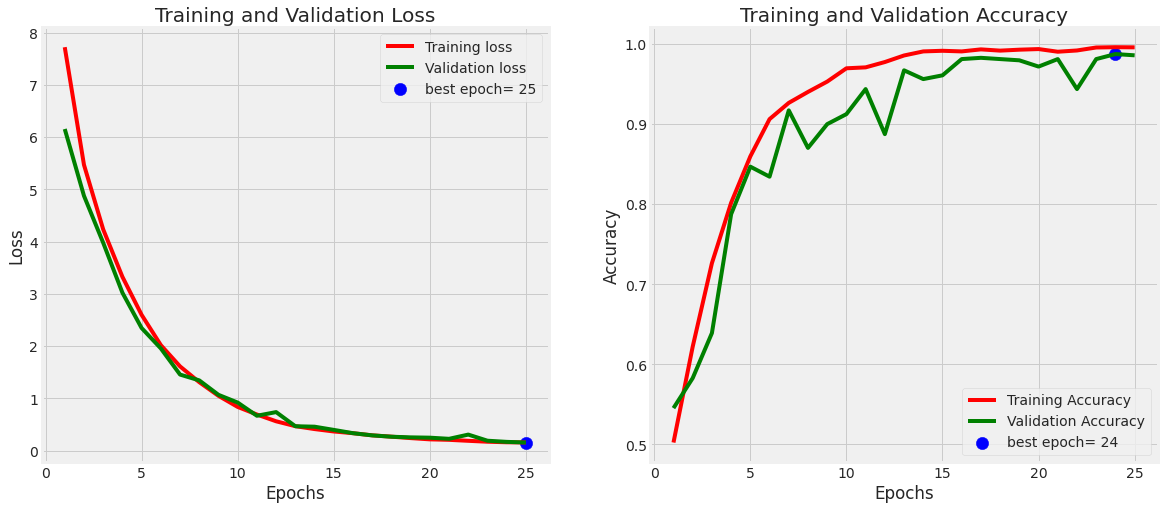 Training and Validation Loss
8
7
6
5
4
3
2
1
0
Loss
0
5
10
15
20
25
Epochs
Training loss
Validation loss
best epoch= 25
Training and Validation Accuracy
1.0
0.9
0.8
0.7
0.6
0.5
Accuracy
0
5
10
15
20
25
Epochs
Training Accuracy
Validation Accuracy
best epoch= 24